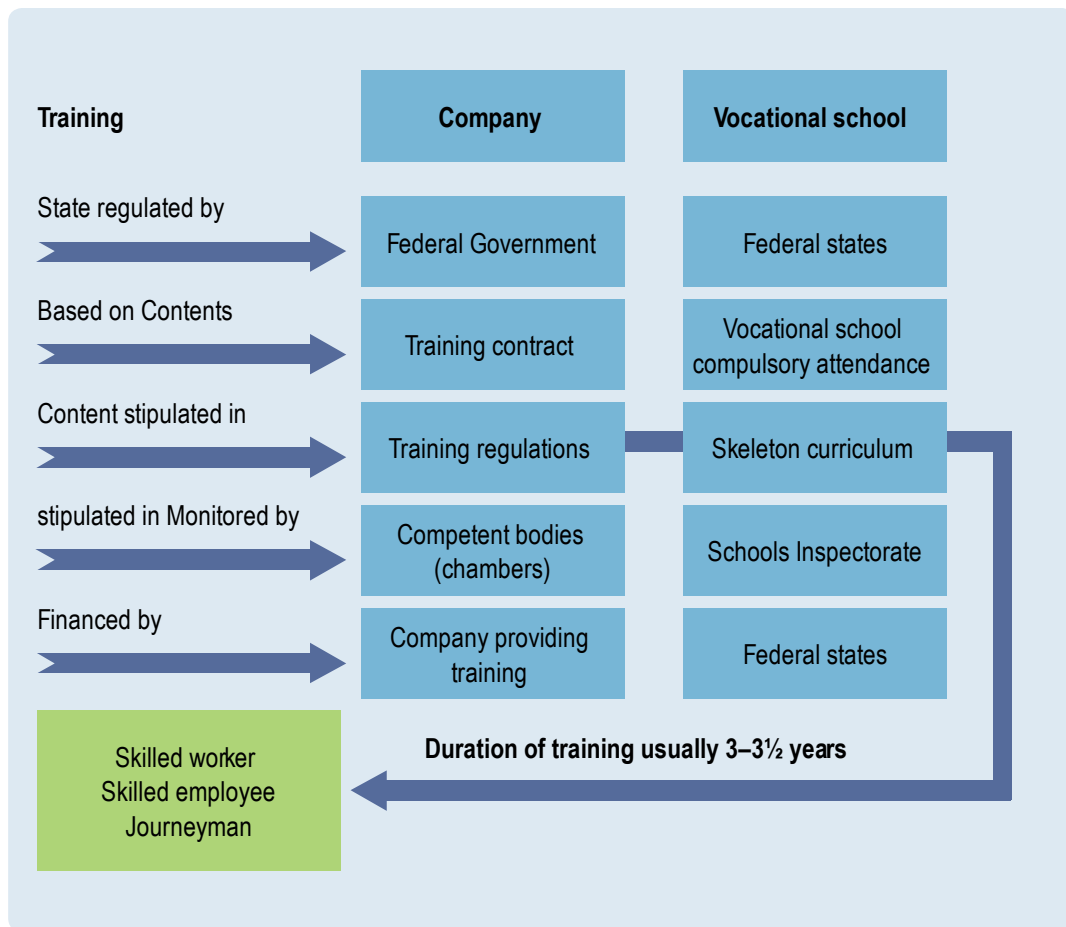 Training
Company
Vocational school
State regulated by
Federal Government
Federal states
Based on Contents
Training contract
Vocational school
compulsory attendance
Content stipulated in
Training regulations
Skeleton curriculum
stipulated in Monitored by
Competent bodies
(chambers)
Schools Inspectorate
Financed by
Company providing
training
Federal states
Duration of training usually 3–3½ years
Skilled worker
Skilled employee
Journeyman